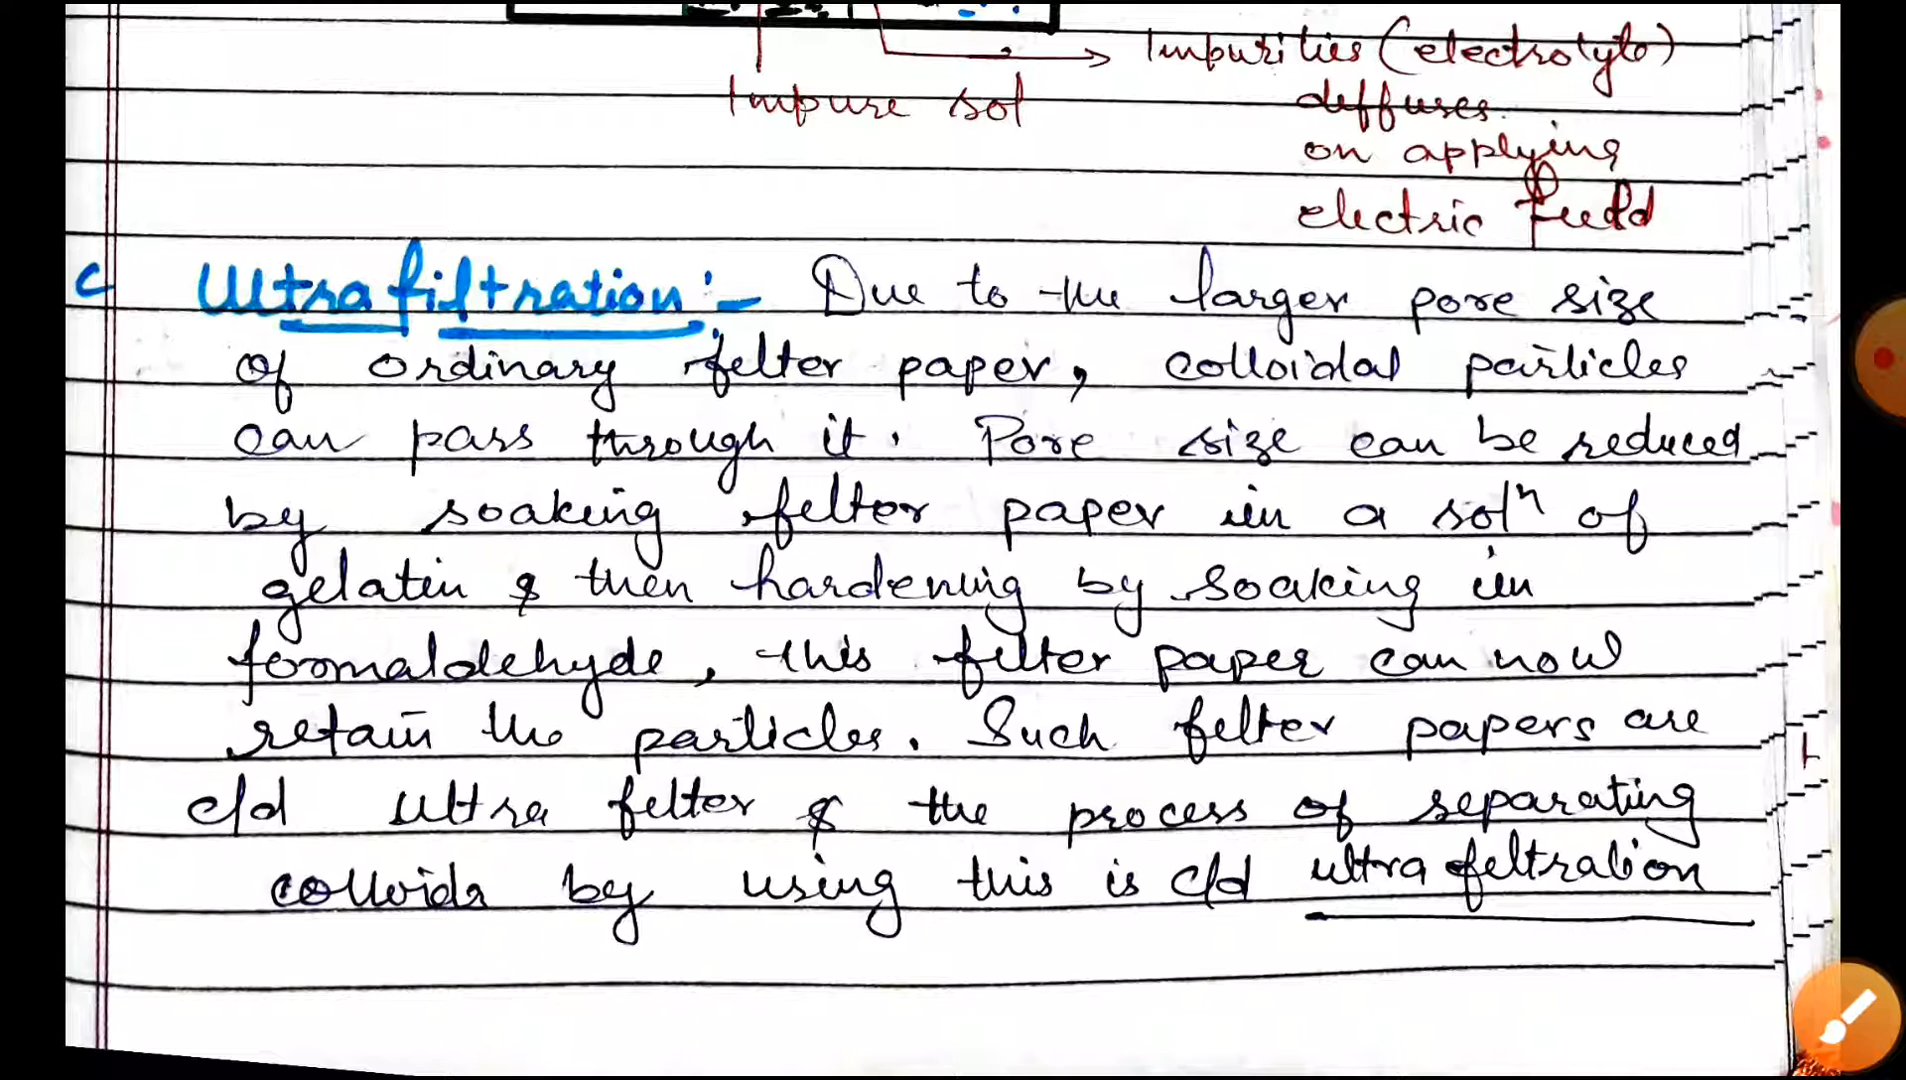 Impurities (electrolyte)
Impure sol
diffuses
on applying
electric field
c Ultrafiltration :- Due to the larger pore size
of ordinary filter paper, colloidal particles
can pass through it. Pore size can be reduced
by soaking filter paper in a solⁿ of
gelatin & then hardening by soaking in
formaldehyde, this filter paper can now
retain the particles. Such filter papers are
c/d ultra filter & the process of separating
colloids by using this is c/d ultra filtration